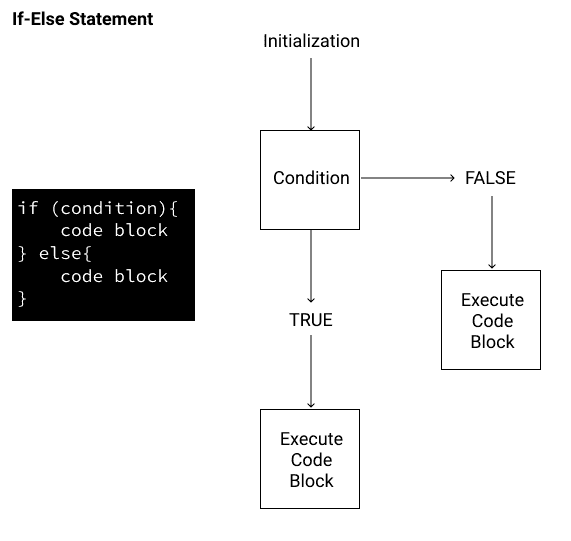 If-Else Statement
Initialization
Condition
FALSE
if (condition){
    code block
} else{
    code block
}
TRUE
Execute
Code
Block
Execute
Code
Block